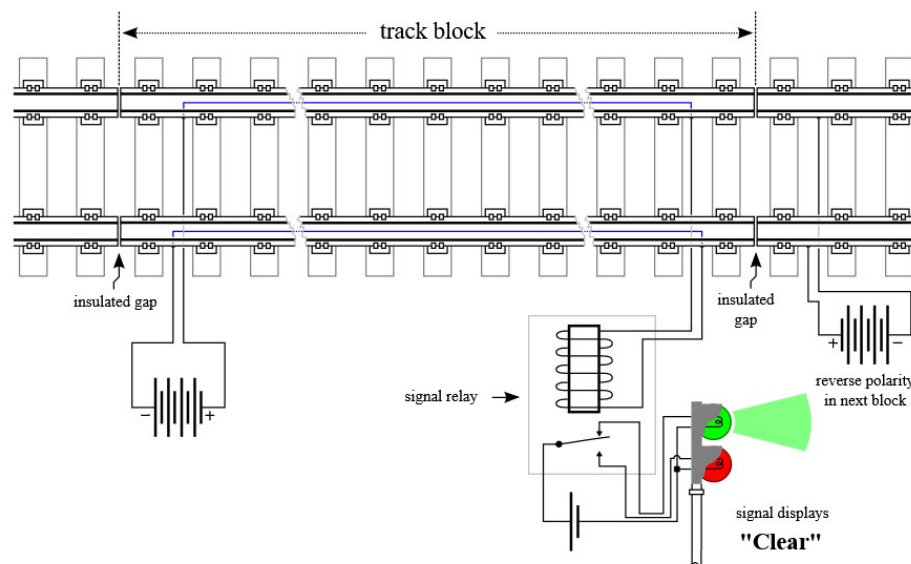 track block
insulated gap
insulated
gap
− +
+ −
reverse polarity
in next block
signal relay
signal displays
"Clear"